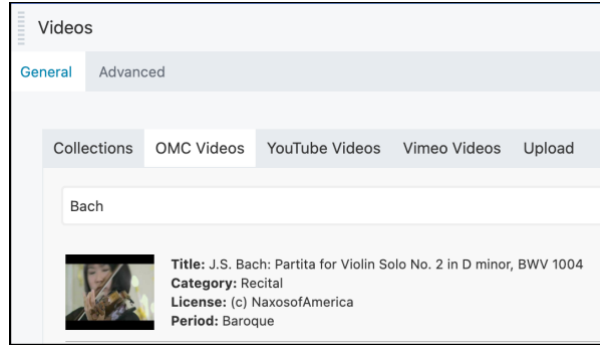 Videos
General Advanced
Collections OMC Videos YouTube Videos Vimeo Videos Upload
Bach
Title: J.S. Bach: Partita for Violin Solo No. 2 in D minor, BWV 1004
Category: Recital
License: (c) NaxosofAmerica
Period: Baroque